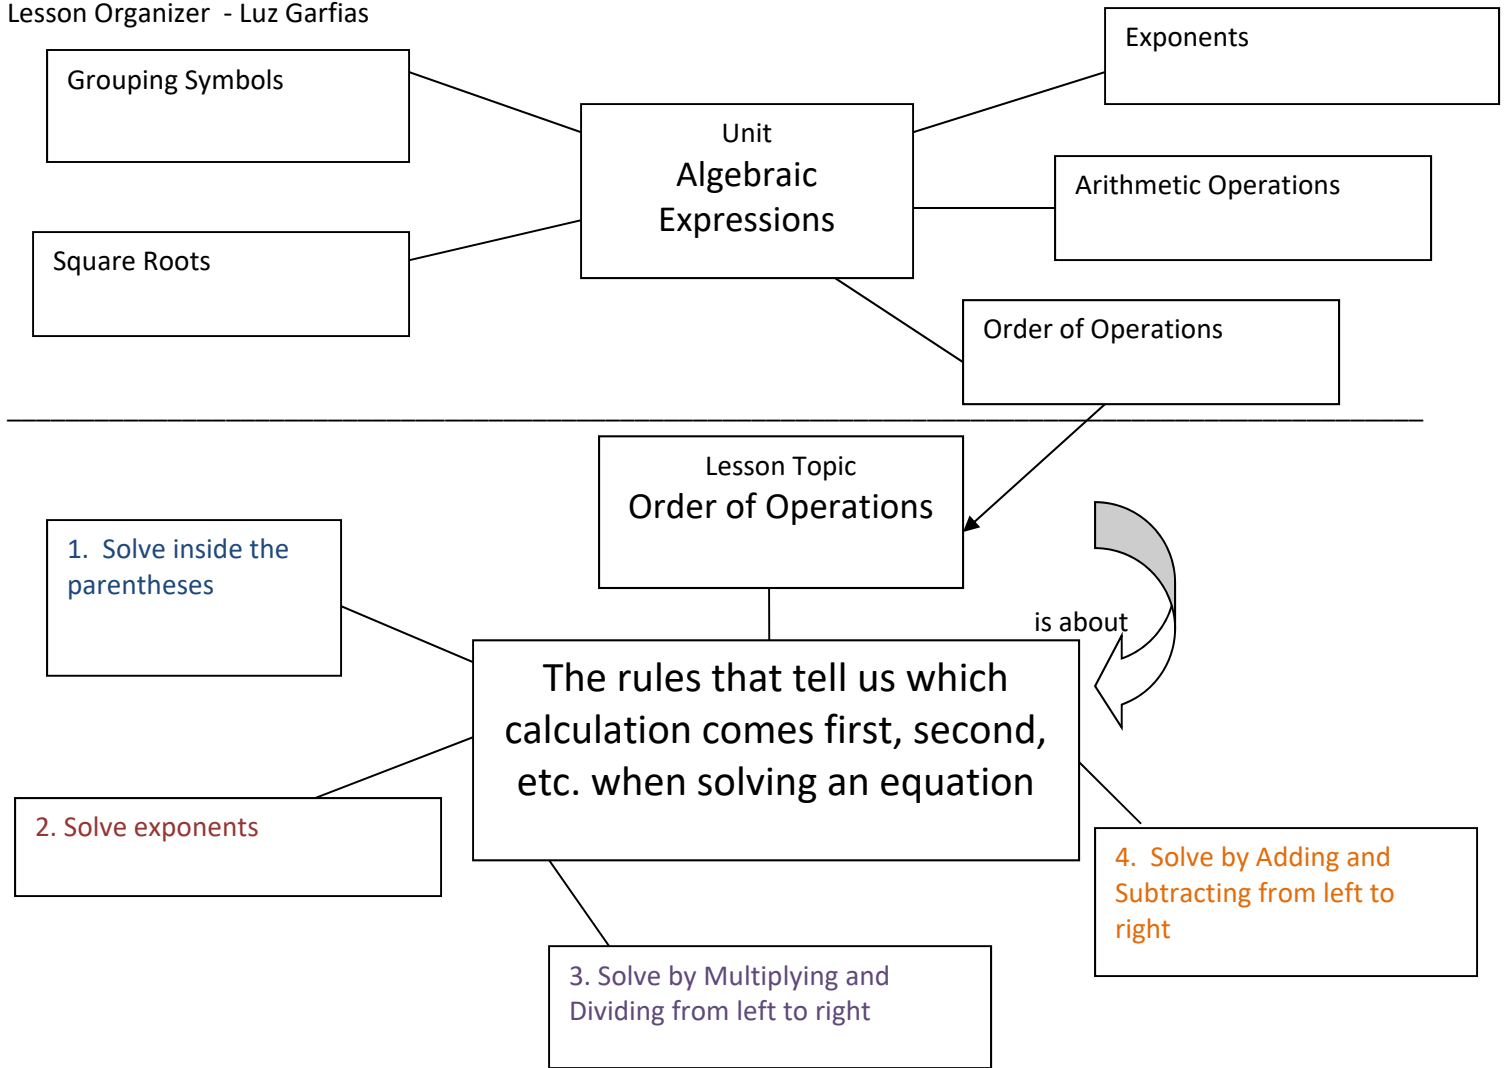 Lesson Organizer - Luz Garfias
Grouping Symbols
Exponents
Unit
Algebraic
Expressions
Arithmetic Operations
Square Roots
Order of Operations
Lesson Topic
Order of Operations
1. Solve inside the
parentheses
is about
The rules that tell us which
calculation comes first, second,
etc. when solving an equation
2. Solve exponents
3. Solve by Multiplying and
Dividing from left to right
4. Solve by Adding and
Subtracting from left to
right